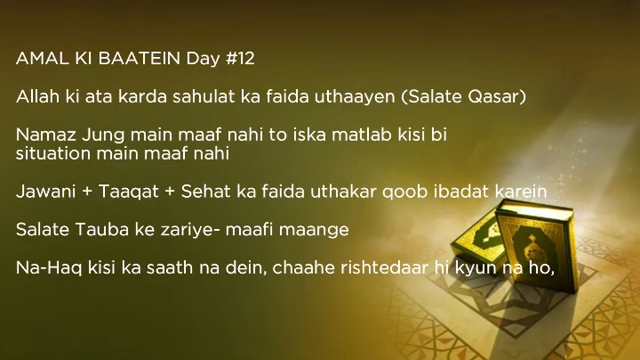 AMAL KI BAATEIN Day #12
Allah ki ata karda sahulat ka faida uthaayen (Salate Qasar)
Namaz Jung main maaf nahi to iska matlab kisi bi
situation main maaf nahi
Jawani + Taaqat + Sehat ka faida uthakar qoob ibadat karein
Salate Tauba ke zariye- maafi maange
Na-Haq kisi ka saath na dein, chaahe rishtedaar hi kyun na ho,